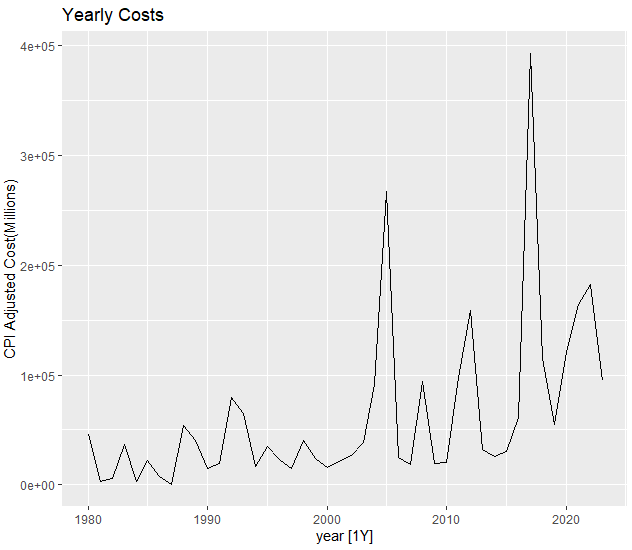 Yearly Costs
CPI Adjusted Cost(Millions)
4e+05
3e+05
2e+05
1e+05
0e+00
1980 1990 2000 2010 2020
year [1Y]